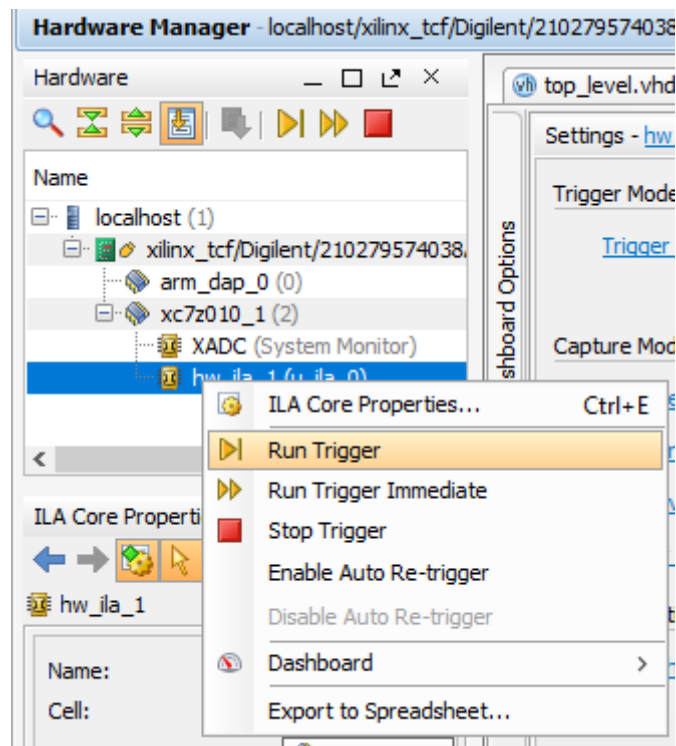 Hardware Manager - localhost/xilinx_tcf/Digilent/210279574038
Hardware
top_level.vhd
Settings - hw
Name
Trigger Mode
localhost (1)
xilinx_tcf/Digilent/210279574038
Trigger
arm_dap_0 (0)
xc7z010_1 (2)
XADC (System Monitor)
Capture Mod
hw_ila_1 (u_ila_0)
shboard Options
ILA Core Properties... Ctrl+E
Run Trigger
Run Trigger Immediate
ILA Core Properti
Stop Trigger
Enable Auto Re-trigger
hw_ila_1
Disable Auto Re-trigger
Name:
Dashboard >
Cell:
Export to Spreadsheet...